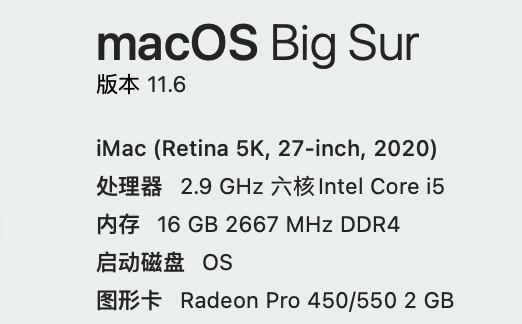 macOS Big Sur
版本 11.6
iMac (Retina 5K, 27-inch, 2020)
处理器 2.9 GHz 六核Intel Core i5
内存 16 GB 2667 MHz DDR4
启动磁盘 OS
图形卡 Radeon Pro 450/550 2 GB